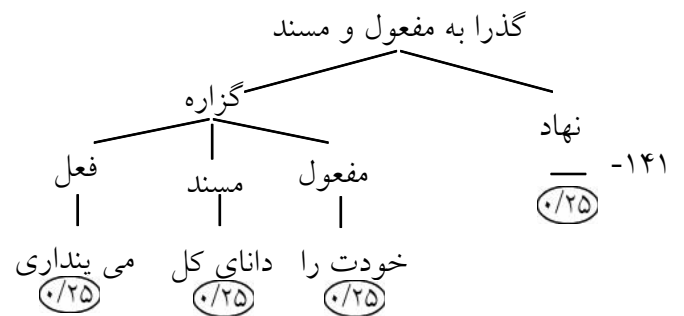 گذرا به مفعول و مسند
گزاره
نهاد
۱۴۱-
۰/۲۵
مفعول مسند فعل
خودت را دانای کل می پنداری
۰/۲۵ ۰/۲۵ ۰/۲۵